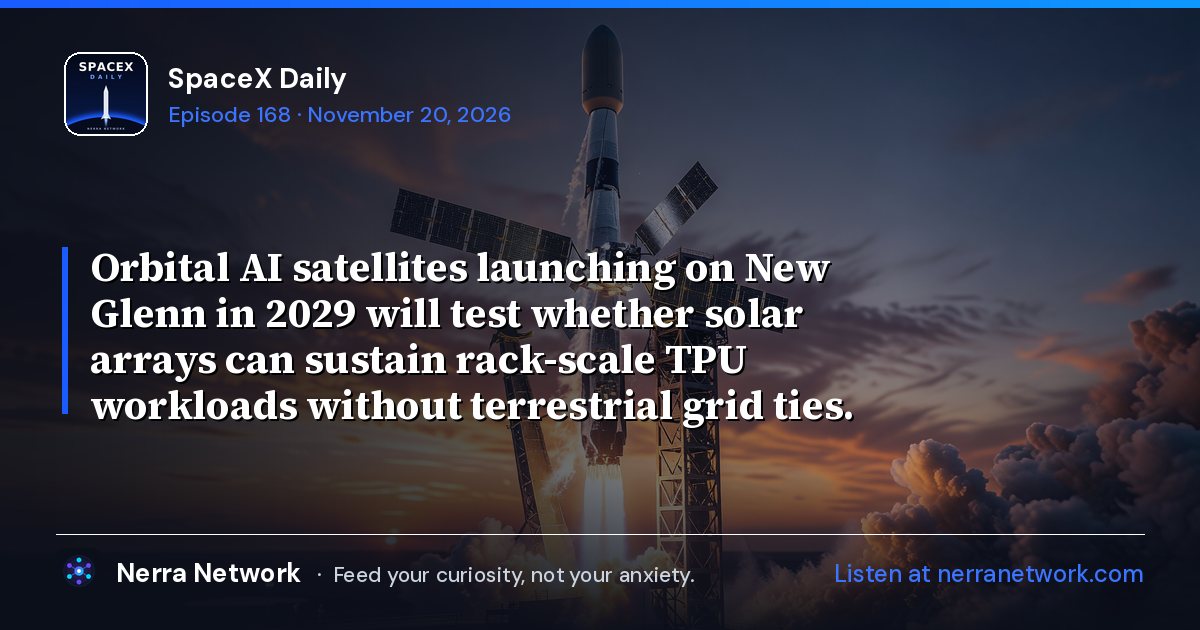 SPACEX
DAILY
NERRA NETWORK
SpaceX Daily
Episode 168 · November 20, 2026
Orbital AI satellites launching on New
Glenn in 2029 will test whether solar
arrays can sustain rack-scale TPU
workloads without terrestrial grid ties.
Nerra Network · Feed your curiosity, not your anxiety.
Listen at nerranetwork.com